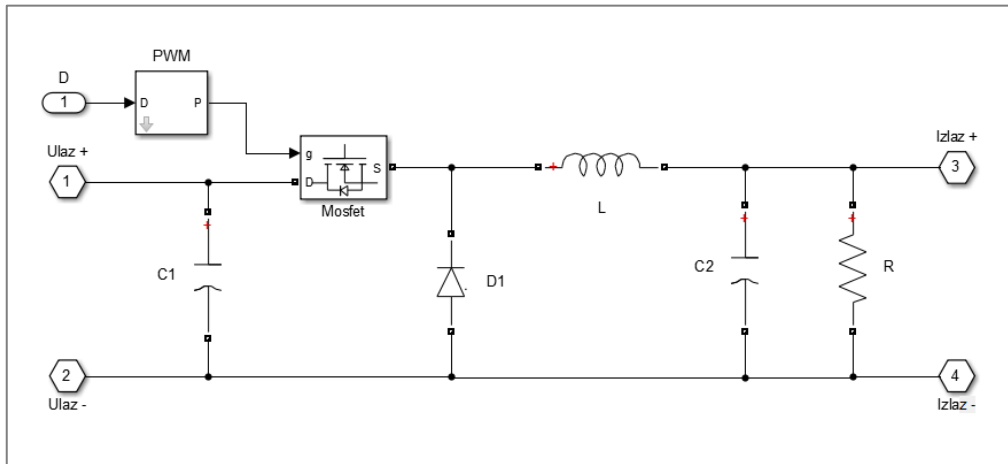 PWM
D
1
D P
Ulaz +
1
g
D S
Mosfet
Izlaz +
3
L
C1
D1
C2
R
2
Ulaz -
4
Izlaz -